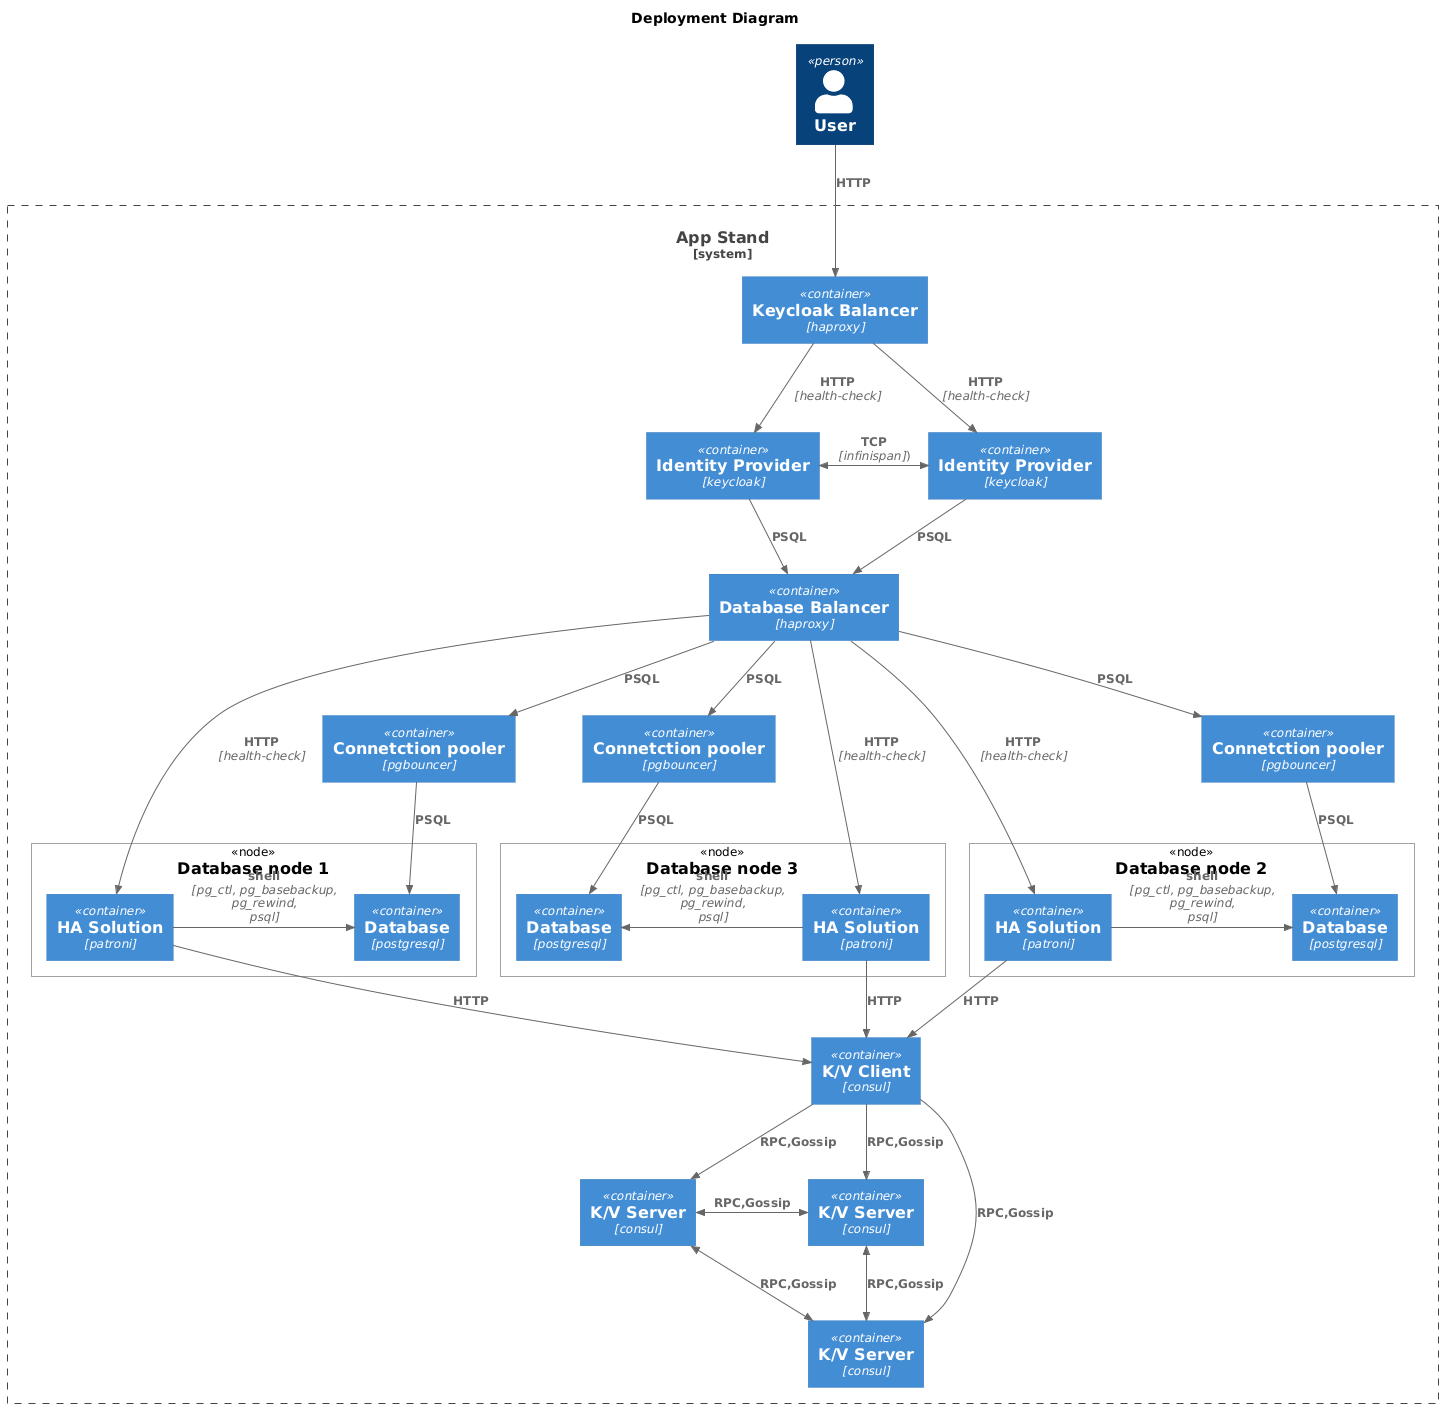 Deployment Diagram
«person»
User
HTTP
App Stand
[system]
«container»
Keycloak Balancer
[haproxy]
HTTP
[health-check]
HTTP
[health-check]
«container»
Identity Provider
[keycloak]
TCP
[infinispan])
«container»
Identity Provider
[keycloak]
PSQL
PSQL
«container»
Database Balancer
[haproxy]
PSQL
PSQL
PSQL
HTTP
[health-check]
«container»
Connetction pooler
[pgbouncer]
«container»
Connetction pooler
[pgbouncer]
HTTP
[health-check]
HTTP
[health-check]
«container»
Connetction pooler
[pgbouncer]
PSQL
PSQL
PSQL
«node»
Database node 1
shell
[pg_ctl, pg_basebackup,
pg_rewind,
psql]
«container»
HA Solution
[patroni]
«container»
Database
[postgresql]
«node»
Database node 3
shell
[pg_ctl, pg_basebackup,
pg_rewind,
psql]
«container»
Database
[postgresql]
«container»
HA Solution
[patroni]
«node»
Database node 2
shell
[pg_ctl, pg_basebackup,
pg_rewind,
psql]
«container»
HA Solution
[patroni]
«container»
Database
[postgresql]
HTTP
HTTP
HTTP
«container»
K/V Client
[consul]
RPC,Gossip
RPC,Gossip
«container»
K/V Server
[consul]
RPC,Gossip
«container»
K/V Server
[consul]
RPC,Gossip
RPC,Gossip
RPC,Gossip
«container»
K/V Server
[consul]